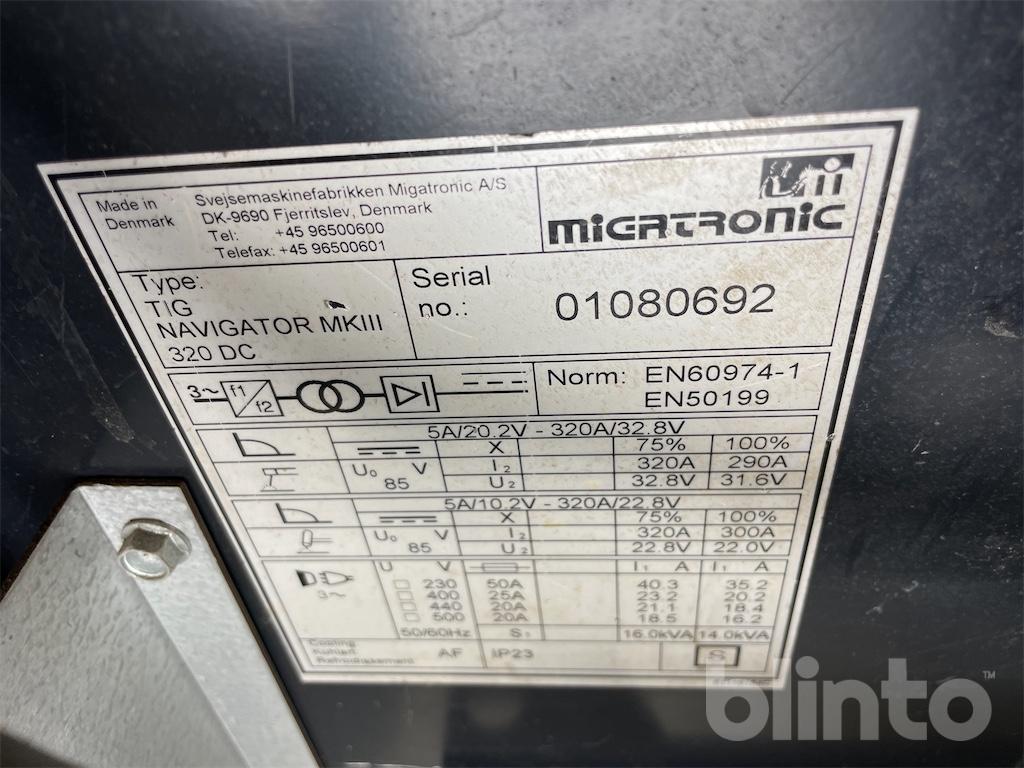 Made in
Denmark
Svejsemaskinefabrikken Migatronic A/S
DK-9690 Fjerritslev, Denmark
Tel: +45 96500600
Telefax: +45 96500601
MIGATRONIC
Type:
TIG
NAVIGATOR MKIII
320 DC
Serial
no.:
01080692
3~ f1
f2
Norm: EN60974-1
EN50199
5A/20.2V - 320A/32.8V
X 75% 100%
U₀ V I₂ 320A 290A
85 U₂ 32.8V 31.6V
5A/10.2V - 320A/22.8V
X 75% 100%
U₀ V I₂ 320A 300A
85 U₂ 22.8V 22.0V
3~
U V I₁ A I₁ A
230 50A 40.3 35.2
400 25A 23.2 20.2
440 20A 21.1 18.4
500 20A 18.5 16.2
50/60Hz S₁ 16.0kVA 14.0kVA
Cooling
Kühlart
Refroidissement
AF IP23 S
blinto™